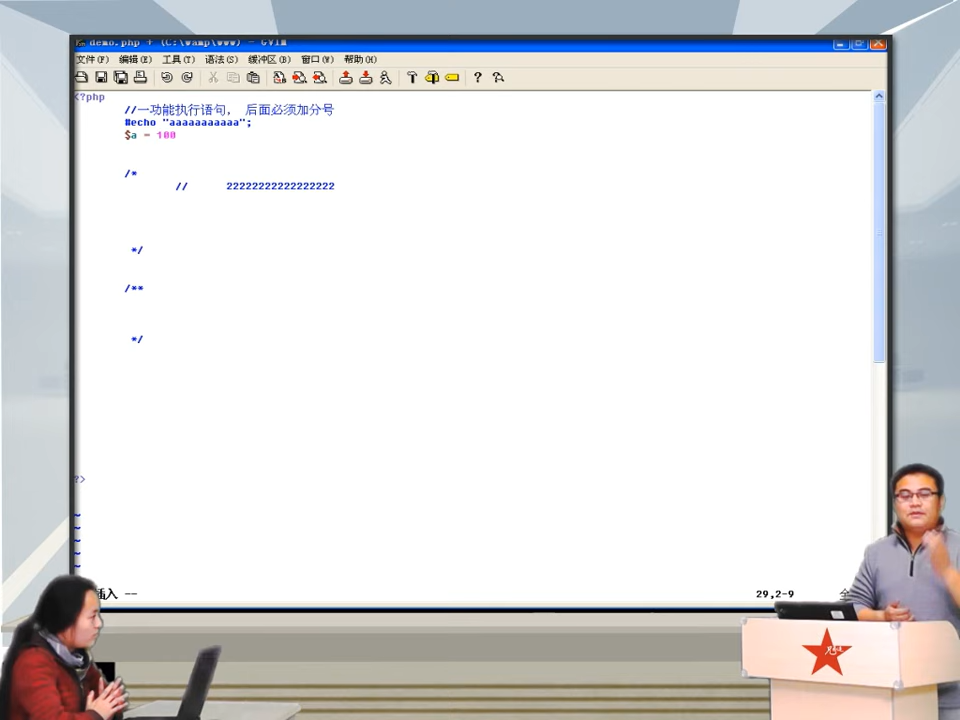 demo.php + (C:\wamp\www) - GVIM
文件(F) 编辑(E) 工具(T) 语法(S) 缓冲区(B) 窗口(W) 帮助(H)
<?php
//一功能执行语句， 后面必须加分号
#echo "aaaaaaaaaaa";
$a = 100
/*
// 22222222222222222
*/
/**
*/
?>
~
~
~
~
~
插入 --
29,2-9 全